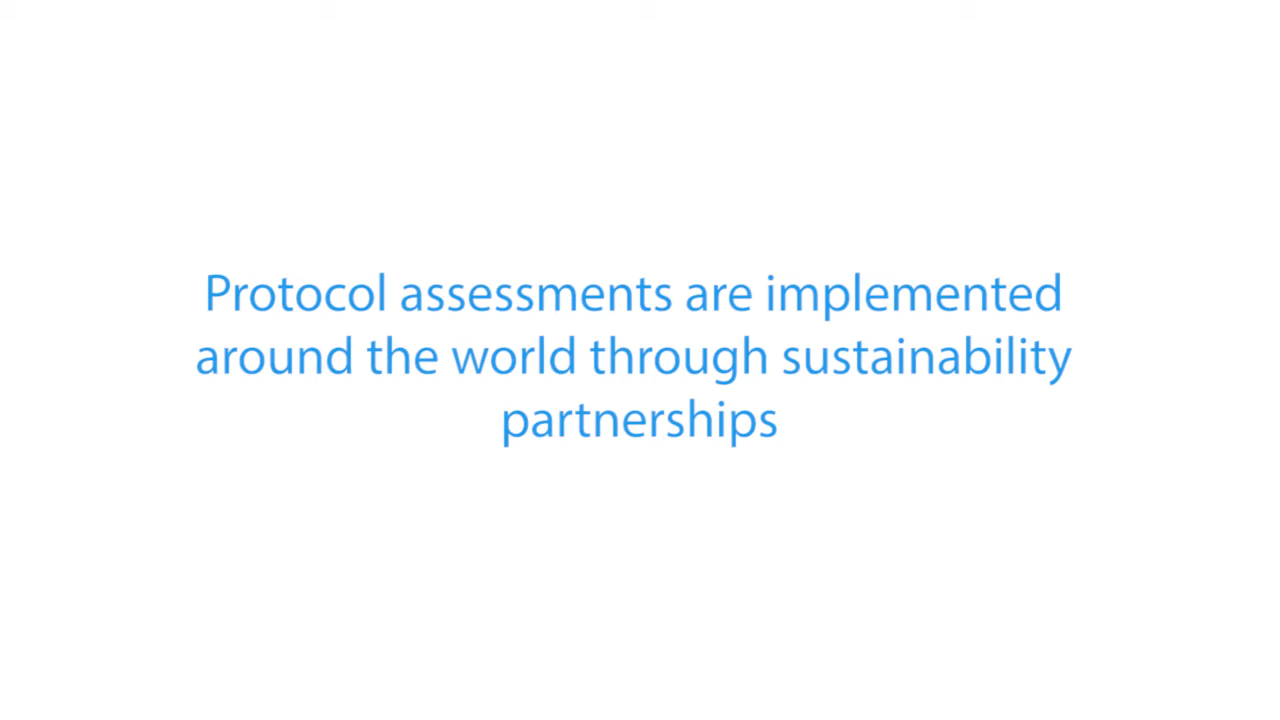 Protocol assessments are implemented
around the world through sustainability
partnerships